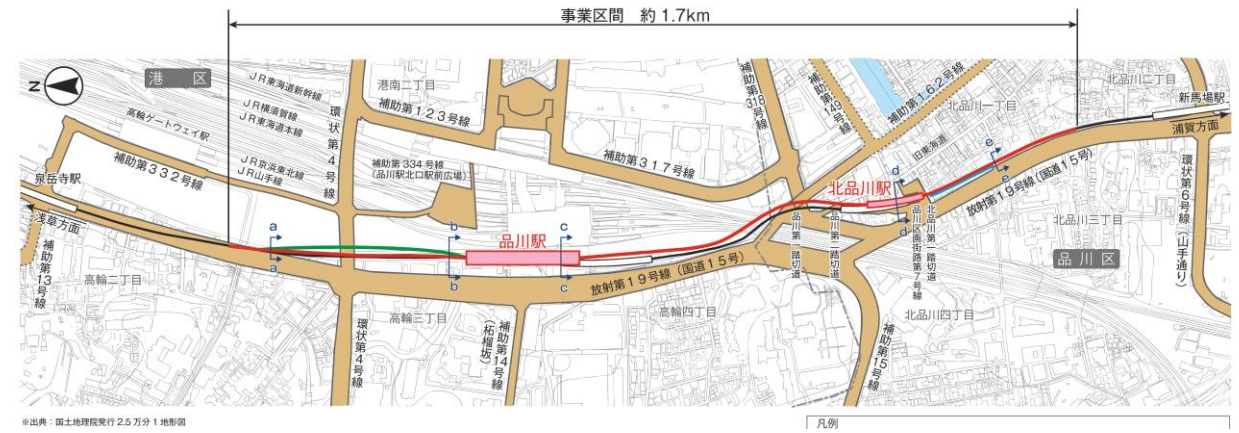 事業区間 約1.7km
N
港 区
JR東海道新幹線
JR横須賀線
JR東海道本線
高輪ゲートウェイ駅
JR京浜東北線
JR山手線
環状第4号線
港南二丁目
補助第123号線
補助第334号線
(品川駅北口駅前広場)
補助第317号線
補助第318号線
補助第149号線
補助第162号線
北品川一丁目
旧東海道
北品川二丁目
新馬場駅
浦賀方面
泉岳寺駅
補助第332号線
浅草方面
補助第13号線
高輪二丁目
a
a
b
b
品川駅
c
c
放射第19号線(国道15号)
高輪三丁目
環状第4号線
補助第14号線
(柘榴坂)
高輪四丁目
品川第一踏切道
品川第二踏切道
北品川駅
d
d
品川区画街路第7号線
北品川第一踏切道
e
e
放射第19号線(国道15号)
補助第15号線
北品川四丁目
北品川三丁目
品川区
環状第6号線(山手通り)
※出典:国土地理院発行 2.5万分1地形図
凡例